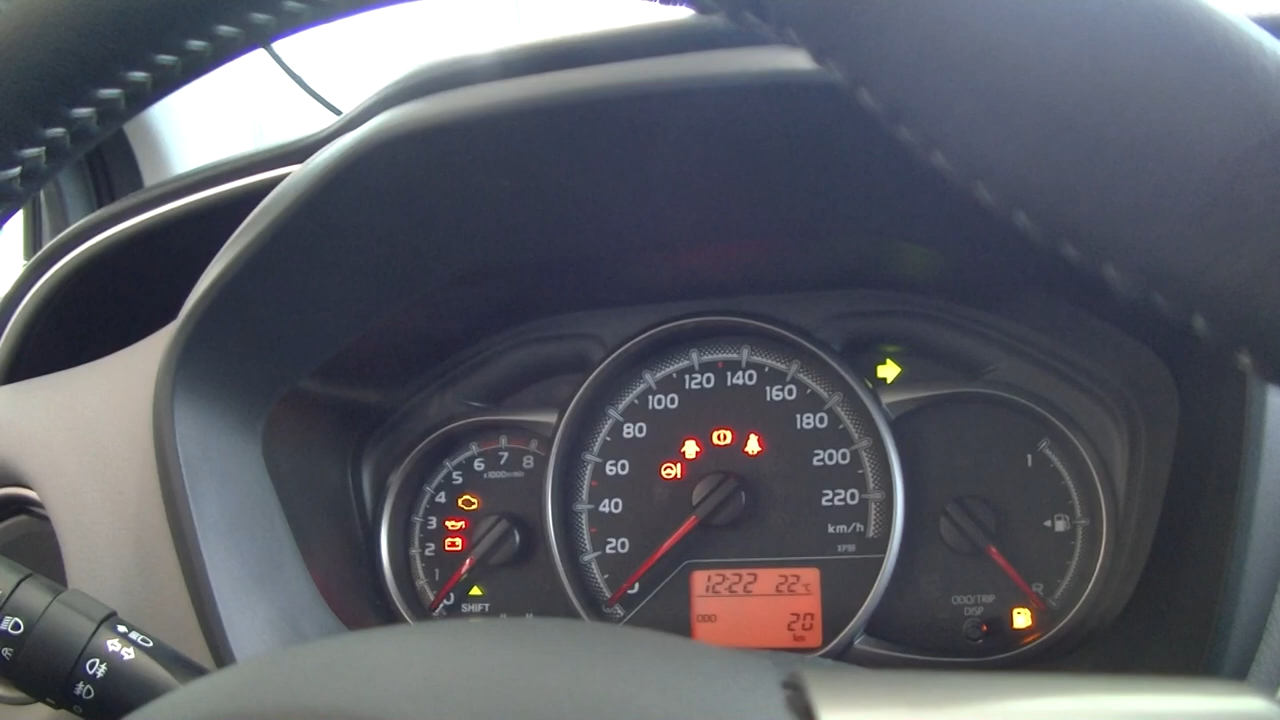 120 140
100 160
80 180
60 200
40 220
20 km/h
0
6 7 8
5 x1000r/min
4
3
2
1
0
SHIFT
12:22 22℃
ODO 20
km
1
R
ODO/TRIP
DISP